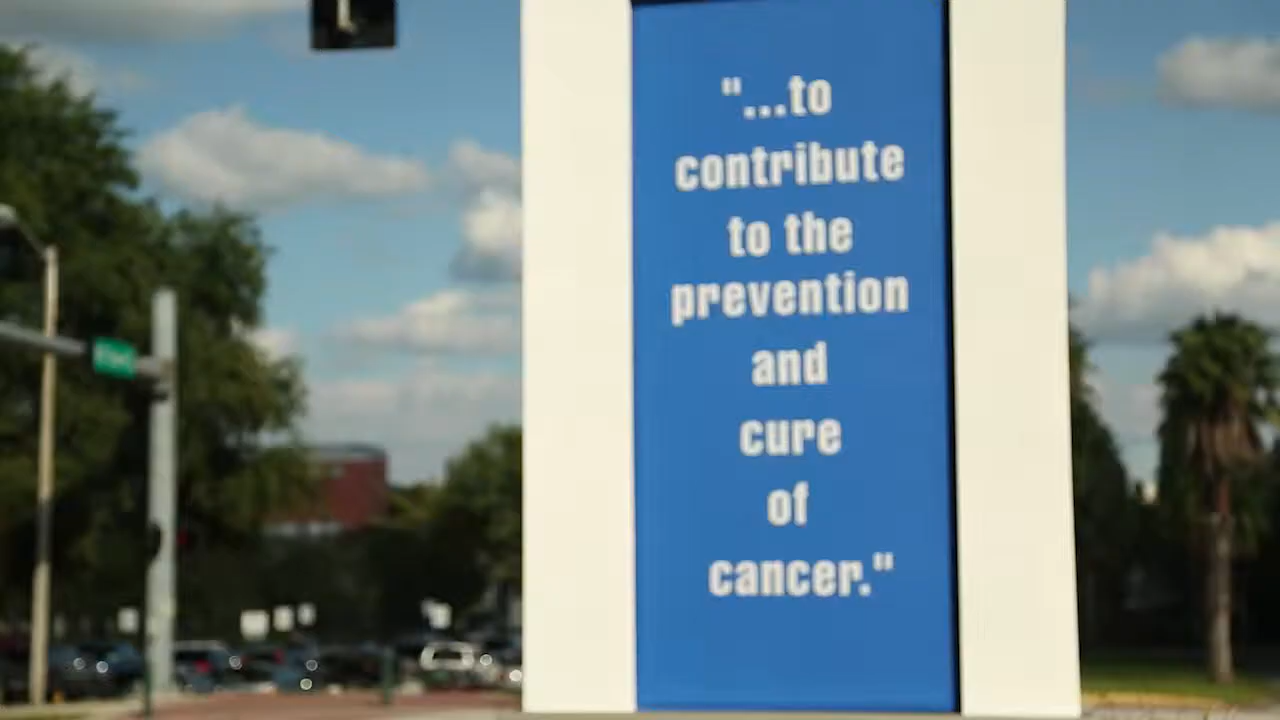 "...to
contribute
to the
prevention
and
cure
of
cancer."